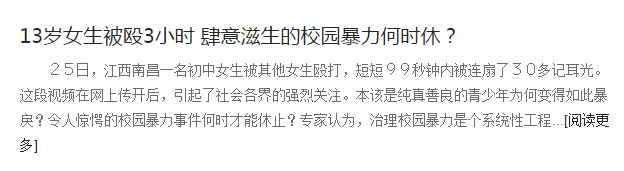 13岁女生被殴3小时 肆意滋生的校园暴力何时休？
２５日，江西南昌一名初中女生被其他女生殴打，短短９９秒钟内被连扇了３０多记耳光。
这段视频在网上传开后，引起了社会各界的强烈关注。本该是纯真善良的青少年为何变得如此暴
戾？令人惊愕的校园暴力事件何时才能休止？专家认为，治理校园暴力是个系统性工程...[阅读更
多]